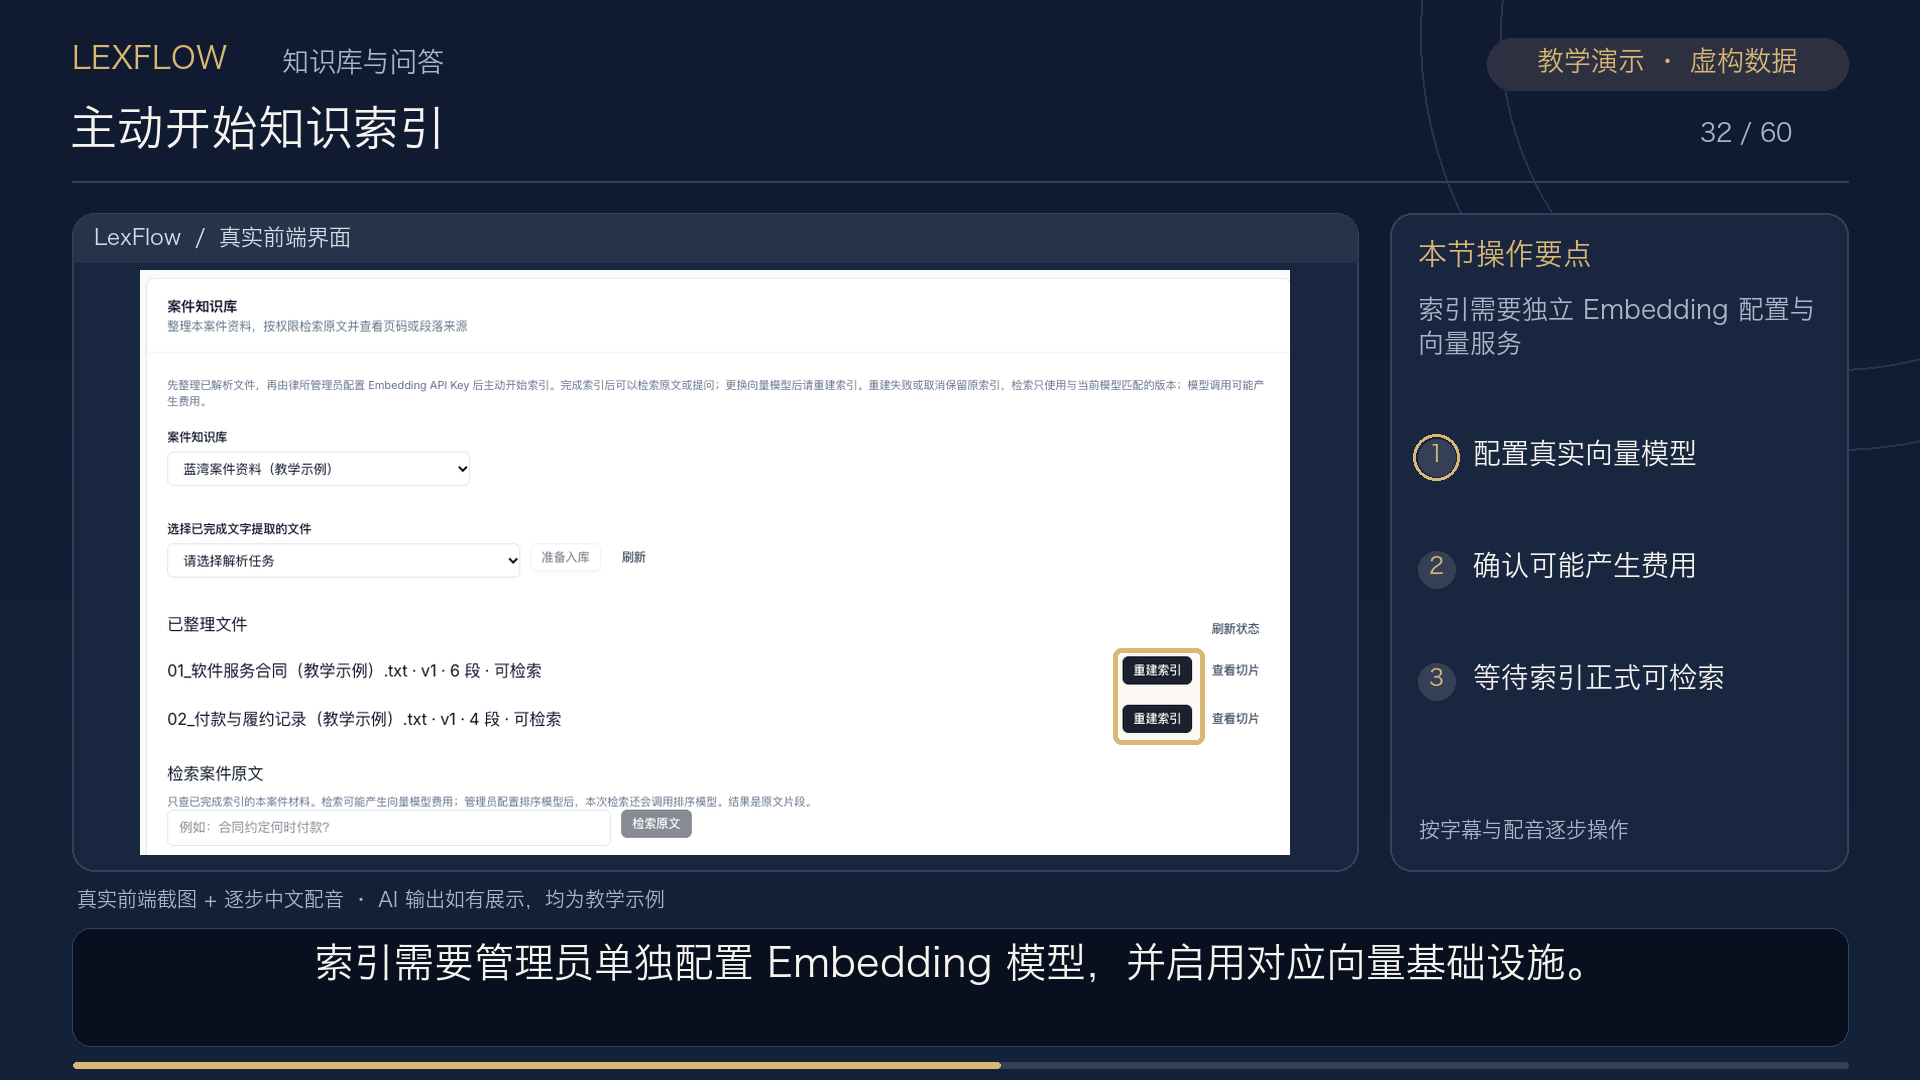 LEXFLOW 知识库与问答
教学演示 · 虚构数据
主动开始知识索引
32 / 60
LexFlow / 真实前端界面
案件知识库
整理本案件资料，按权限检索原文并查看页码或段落来源
先整理已解析文件，再由律所管理员配置 Embedding API Key 后主动开始索引。完成索引后可以检索原文或提问；更换向量模型后请重建索引。重建失败或取消保留原索引，检索只使用与当前模型匹配的版本；模型调用可能产
生费用。
案件知识库
蓝湾案件资料（教学示例）
选择已完成文字提取的文件
请选择解析任务 准备入库 刷新
已整理文件
刷新状态
01_软件服务合同（教学示例）.txt · v1 · 6 段 · 可检索 重建索引 查看切片
02_付款与履约记录（教学示例）.txt · v1 · 4 段 · 可检索 重建索引 查看切片
检索案件原文
只查已完成索引的本案件材料。检索可能产生向量模型费用；管理员配置排序模型后，本次检索还会调用排序模型。结果是原文片段。
例如：合同约定何时付款? 检索原文
本节操作要点
索引需要独立 Embedding 配置与
向量服务
1 配置真实向量模型
2 确认可能产生费用
3 等待索引正式可检索
按字幕与配音逐步操作
真实前端截图 + 逐步中文配音 · AI 输出如有展示，均为教学示例
索引需要管理员单独配置 Embedding 模型，并启用对应向量基础设施。